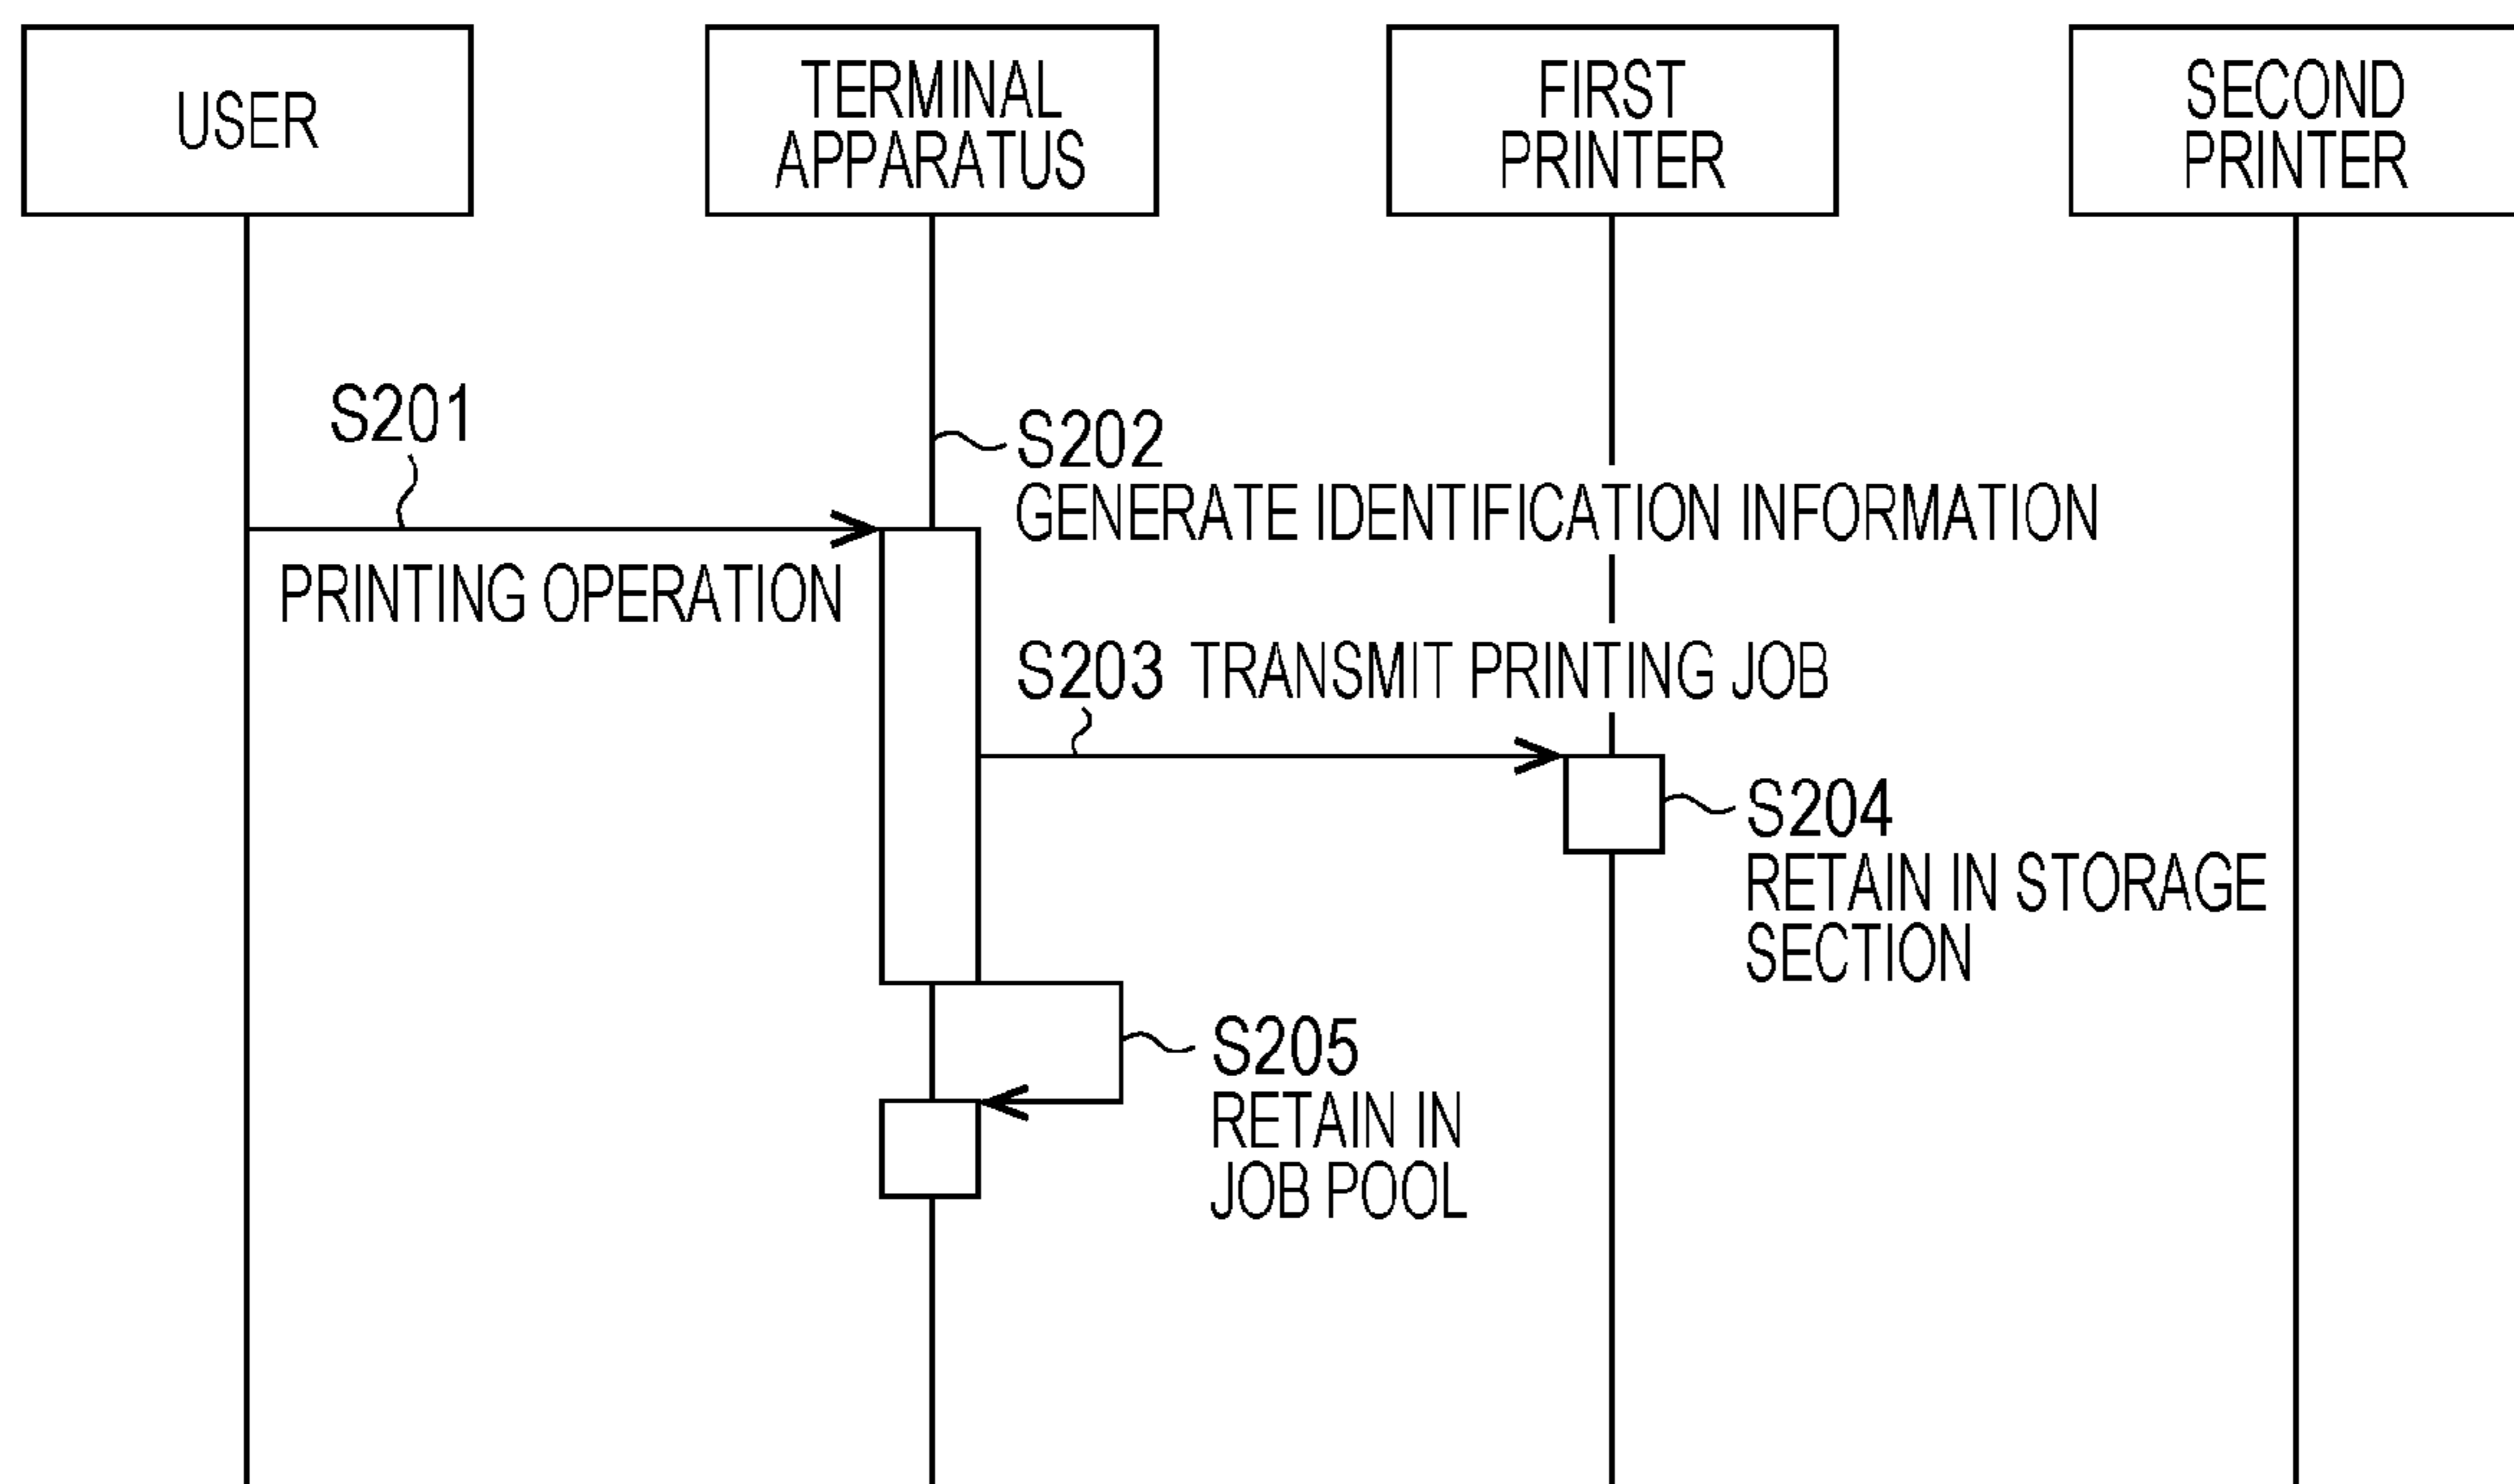 USER
TERMINAL
APPARATUS
FIRST
PRINTER
SECOND
PRINTER
S201
PRINTING OPERATION
S202
GENERATE IDENTIFICATION INFORMATION
S203 TRANSMIT PRINTING JOB
S204
RETAIN IN STORAGE
SECTION
S205
RETAIN IN
JOB POOL